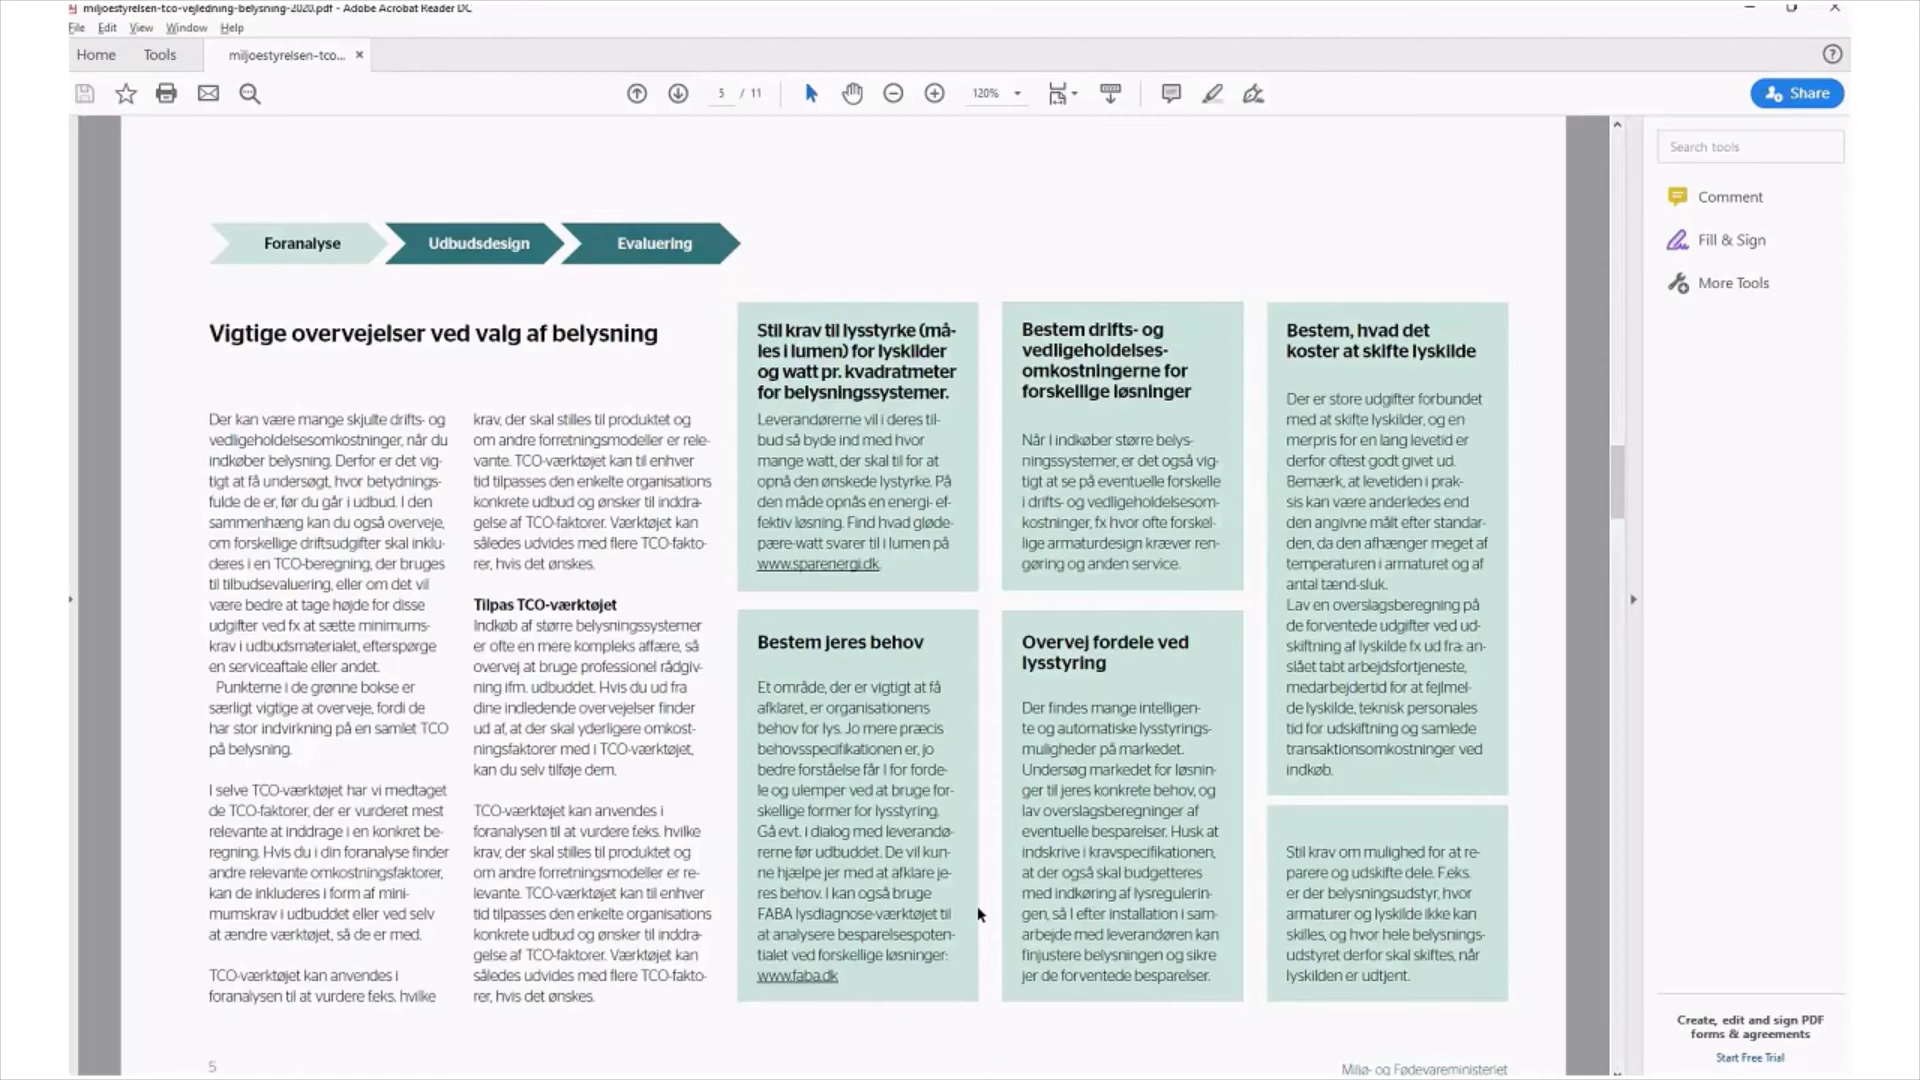 miljoestyrelsen-tco-vejledning-belysning-2020.pdf - Adobe Acrobat Reader DC
File Edit View Window Help
Home Tools miljoestyrelsen-tco... ×
5 / 11 120% Share
Search tools
Comment
Fill & Sign
More Tools
Create, edit and sign PDF
forms & agreements
Start Free Trial
Foranalyse Udbudsdesign Evaluering
Vigtige overvejelser ved valg af belysning
Der kan være mange skjulte drifts- og
vedligeholdelsesomkostninger, når du
indkøber belysning. Derfor er det vig-
tigt at få undersøgt, hvor betydnings-
fulde de er, før du går i udbud. I den
sammenhæng kan du også overveje,
om forskellige driftsudgifter skal inklu-
deres i en TCO-beregning, der bruges
til tilbudsevaluering, eller om det vil
være bedre at tage højde for disse
udgifter ved fx at sætte minimums-
krav i udbudsmaterialet, efterspørge
en serviceaftale eller andet.
Punkterne i de grønne bokse er
særligt vigtige at overveje, fordi de
har stor indvirkning på en samlet TCO
på belysning.
I selve TCO-værktøjet har vi medtaget
de TCO-faktorer, der er vurderet mest
relevante at inddrage i en konkret be-
regning. Hvis du i din foranalyse finder
andre relevante omkostningsfaktorer,
kan de inkluderes i form af mini-
mumskrav i udbuddet eller ved selv
at ændre værktøjet, så de er med.
TCO-værktøjet kan anvendes i
foranalysen til at vurdere f.eks. hvilke
krav, der skal stilles til produktet og
om andre forretningsmodeller er rele-
vante. TCO-værktøjet kan til enhver
tid tilpasses den enkelte organisations
konkrete udbud og ønsker til inddra-
gelse af TCO-faktorer. Værktøjet kan
således udvides med flere TCO-fakto-
rer, hvis det ønskes.
Tilpas TCO-værktøjet
Indkøb af større belysningssystemer
er ofte en mere kompleks affære, så
overvej at bruge professionel rådgiv-
ning ifm. udbuddet. Hvis du ud fra
dine indledende overvejelser finder
ud af, at der skal yderligere omkost-
ningsfaktorer med i TCO-værktøjet,
kan du selv tilføje dem.
TCO-værktøjet kan anvendes i
foranalysen til at vurdere f.eks. hvilke
krav, der skal stilles til produktet og
om andre forretningsmodeller er re-
levante. TCO-værktøjet kan til enhver
tid tilpasses den enkelte organisations
konkrete udbud og ønsker til inddra-
gelse af TCO-faktorer. Værktøjet kan
således udvides med flere TCO-fakto-
rer, hvis det ønskes.
Stil krav til lysstyrke (må-
les i lumen) for lyskilder
og watt pr. kvadratmeter
for belysningssystemer.
Leverandørerne vil i deres til-
bud så byde ind med hvor
mange watt, der skal til for at
opnå den ønskede lystyrke. På
den måde opnås en energi- ef-
fektiv løsning. Find hvad gløde-
pære-watt svarer til i lumen på
www.sparenergi.dk.
Bestem jeres behov
Et område, der er vigtigt at få
afklaret, er organisationens
behov for lys. Jo mere præcis
behovsspecifikationen er, jo
bedre forståelse får I for forde-
le og ulemper ved at bruge for-
skellige former for lysstyring.
Gå evt. i dialog med leverandø-
rerne før udbuddet. De vil kun-
ne hjælpe jer med at afklare je-
res behov. I kan også bruge
FABA lysdiagnose-værktøjet til
at analysere besparelsespoten-
tialet ved forskellige løsninger:
www.faba.dk
Bestem drifts- og
vedligeholdelses-
omkostningerne for
forskellige løsninger
Når I indkøber større belys-
ningssystemer, er det også vig-
tigt at se på eventuelle forskelle
i drifts- og vedligeholdelsesom-
kostninger, fx hvor ofte forskel-
lige armaturdesign kræver ren-
gøring og anden service.
Overvej fordele ved
lysstyring
Der findes mange intelligen-
te og automatiske lysstyrings-
muligheder på markedet.
Undersøg markedet for løsnin-
ger til jeres konkrete behov, og
lav overslagsberegninger af
eventuelle besparelser. Husk at
indskrive i kravspecifikationen,
at der også skal budgetteres
med indkøring af lysregulerin-
gen, så I efter installation i sam-
arbejde med leverandøren kan
finjustere belysningen og sikre
jer de forventede besparelser.
Bestem, hvad det
koster at skifte lyskilde
Der er store udgifter forbundet
med at skifte lyskilder, og en
merpris for en lang levetid er
derfor oftest godt givet ud.
Bemærk, at levetiden i prak-
sis kan være anderledes end
den angivne målt efter standar-
den, da den afhænger meget af
temperaturen i armaturet og af
antal tænd-sluk.
Lav en overslagsberegning på
de forventede udgifter ved ud-
skiftning af lyskilde fx ud fra: an-
slået tabt arbejdsfortjeneste,
medarbejdertid for at fejlmel-
de lyskilde, teknisk personales
tid for udskiftning og samlede
transaktionsomkostninger ved
indkøb.
Stil krav om mulighed for at re-
parere og udskifte dele. F.eks.
er der belysningsudstyr, hvor
armaturer og lyskilde ikke kan
skilles, og hvor hele belysnings-
udstyret derfor skal skiftes, når
lyskilden er udtjent.
5
Miljø- og Fødevareministeriet